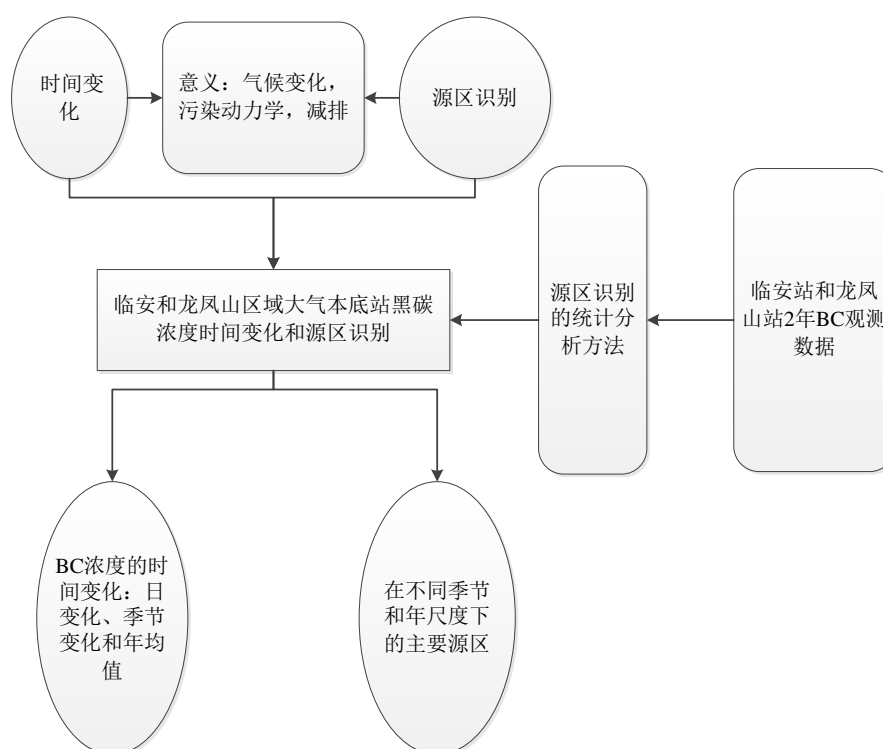 时间变
化
意义：气候变化，
污染动力学，减排
源区识别
临安和龙凤山区域大气本底站黑碳
浓度时间变化和源区识别
源区识别
的统计分
析方法
临安站和龙凤
山站2年BC观测
数据
BC浓度的时
间变化：日
变化、季节
变化和年均
值
在不同季节
和年尺度下
的主要源区